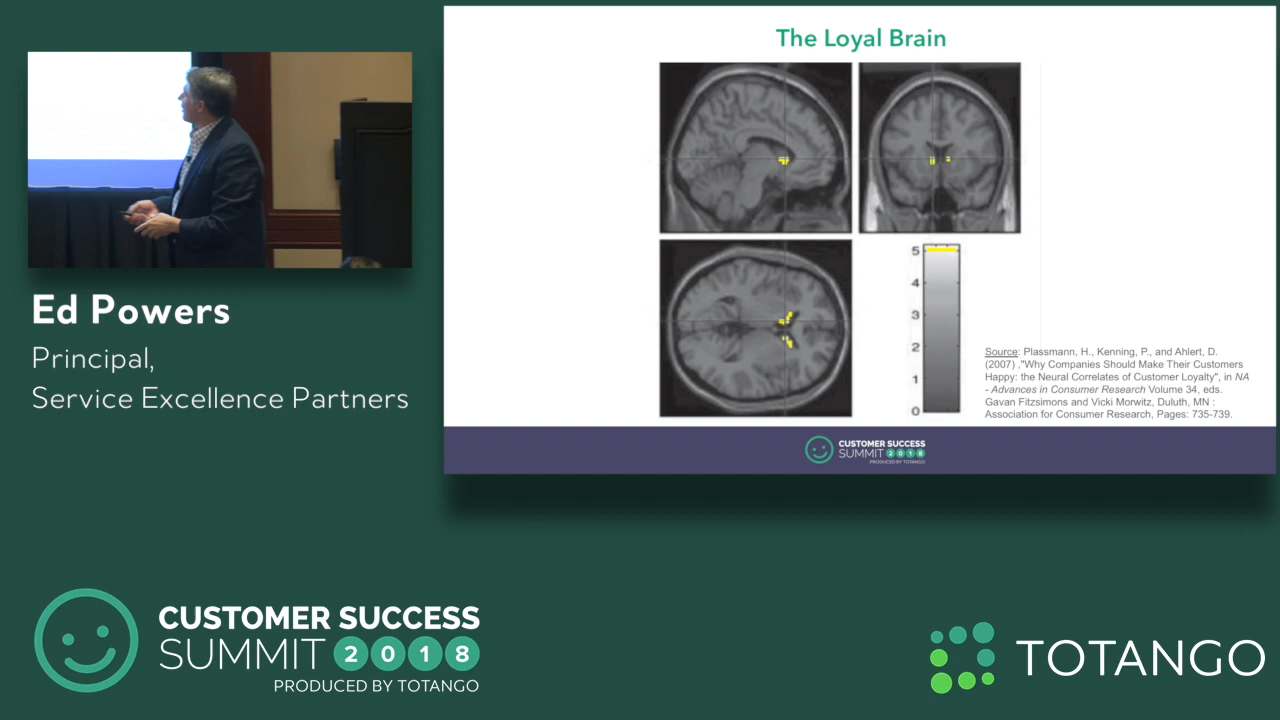 Ed Powers
Principal,
Service Excellence Partners
The Loyal Brain
5
4
3
2
1
0
Source: Plassmann, H., Kenning, P., and Ahlert, D.
(2007) ,"Why Companies Should Make Their Customers
Happy: the Neural Correlates of Customer Loyalty", in NA
- Advances in Consumer Research Volume 34, eds.
Gavan Fitzsimons and Vicki Morwitz, Duluth, MN :
Association for Consumer Research, Pages: 735-739.
CUSTOMER SUCCESS
SUMMIT 2018
PRODUCED BY TOTANGO
CUSTOMER SUCCESS
SUMMIT 2018
PRODUCED BY TOTANGO
TOTANGO